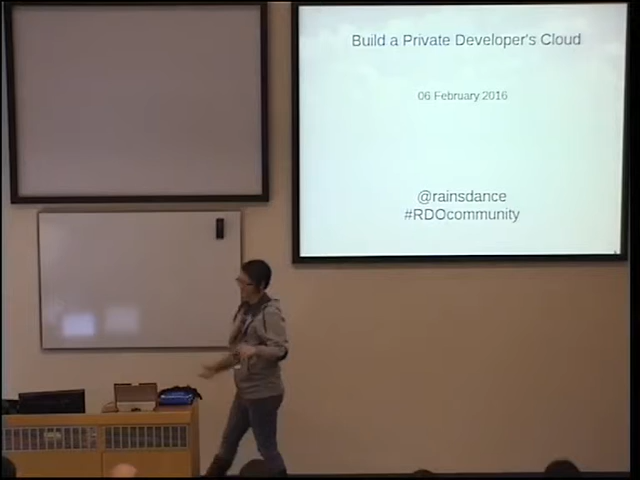 Build a Private Developer's Cloud
06 February 2016
@rainsdance
#RDOcommunity